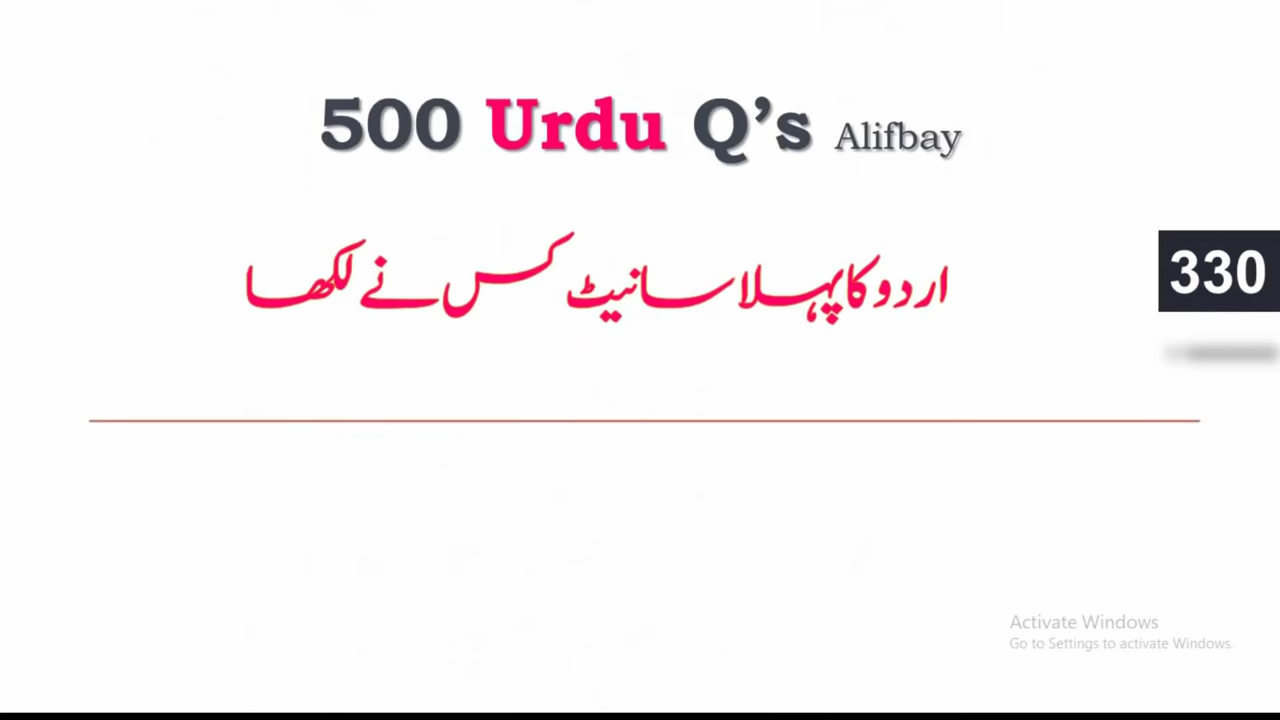 500 Urdu Q's Alifbay
اردو کا پہلا سانیٹ کس نے لکھا
330
Activate Windows
Go to Settings to activate Windows.